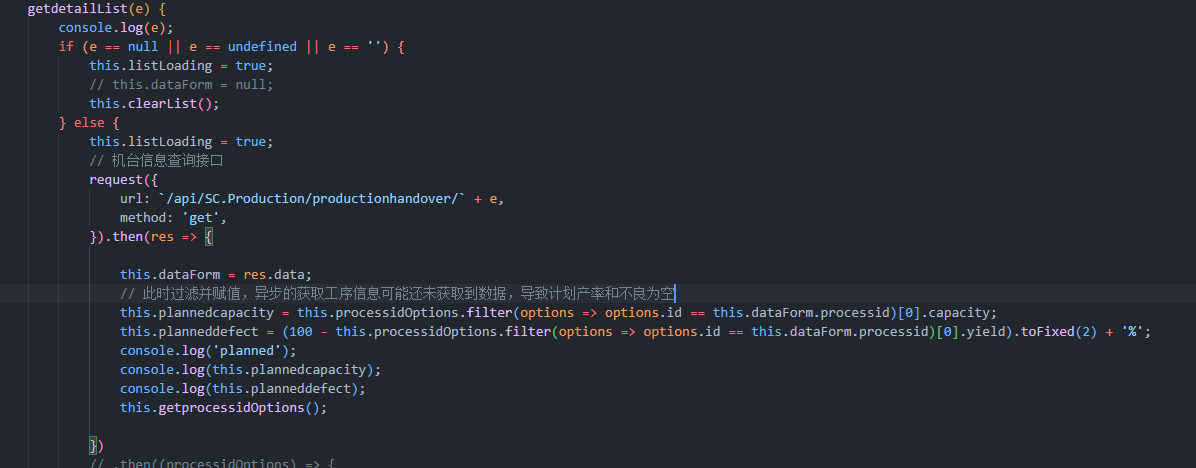 getdetailList(e) {
console.log(e);
if (e == null || e == undefined || e == '') {
this.listLoading = true;
// this.dataForm = null;
this.clearList();
} else {
this.listLoading = true;
// 机台信息查询接口
request({
url: `/api/SC.Production/productionhandover/` + e,
method: 'get',
}).then(res => {
this.dataForm = res.data;
// 此时过滤并赋值，异步的获取工序信息可能还未获取到数据，导致计划产率和不良为空
this.plannedcapacity = this.processidOptions.filter(options => options.id == this.dataForm.processid)[0].capacity;
this.planneddefect = (100 - this.processidOptions.filter(options => options.id == this.dataForm.processid)[0].yield).toFixed(2) + '%';
console.log('planned');
console.log(this.plannedcapacity);
console.log(this.planneddefect);
this.getprocessidOptions();
})
// .then((processidOptions) => {